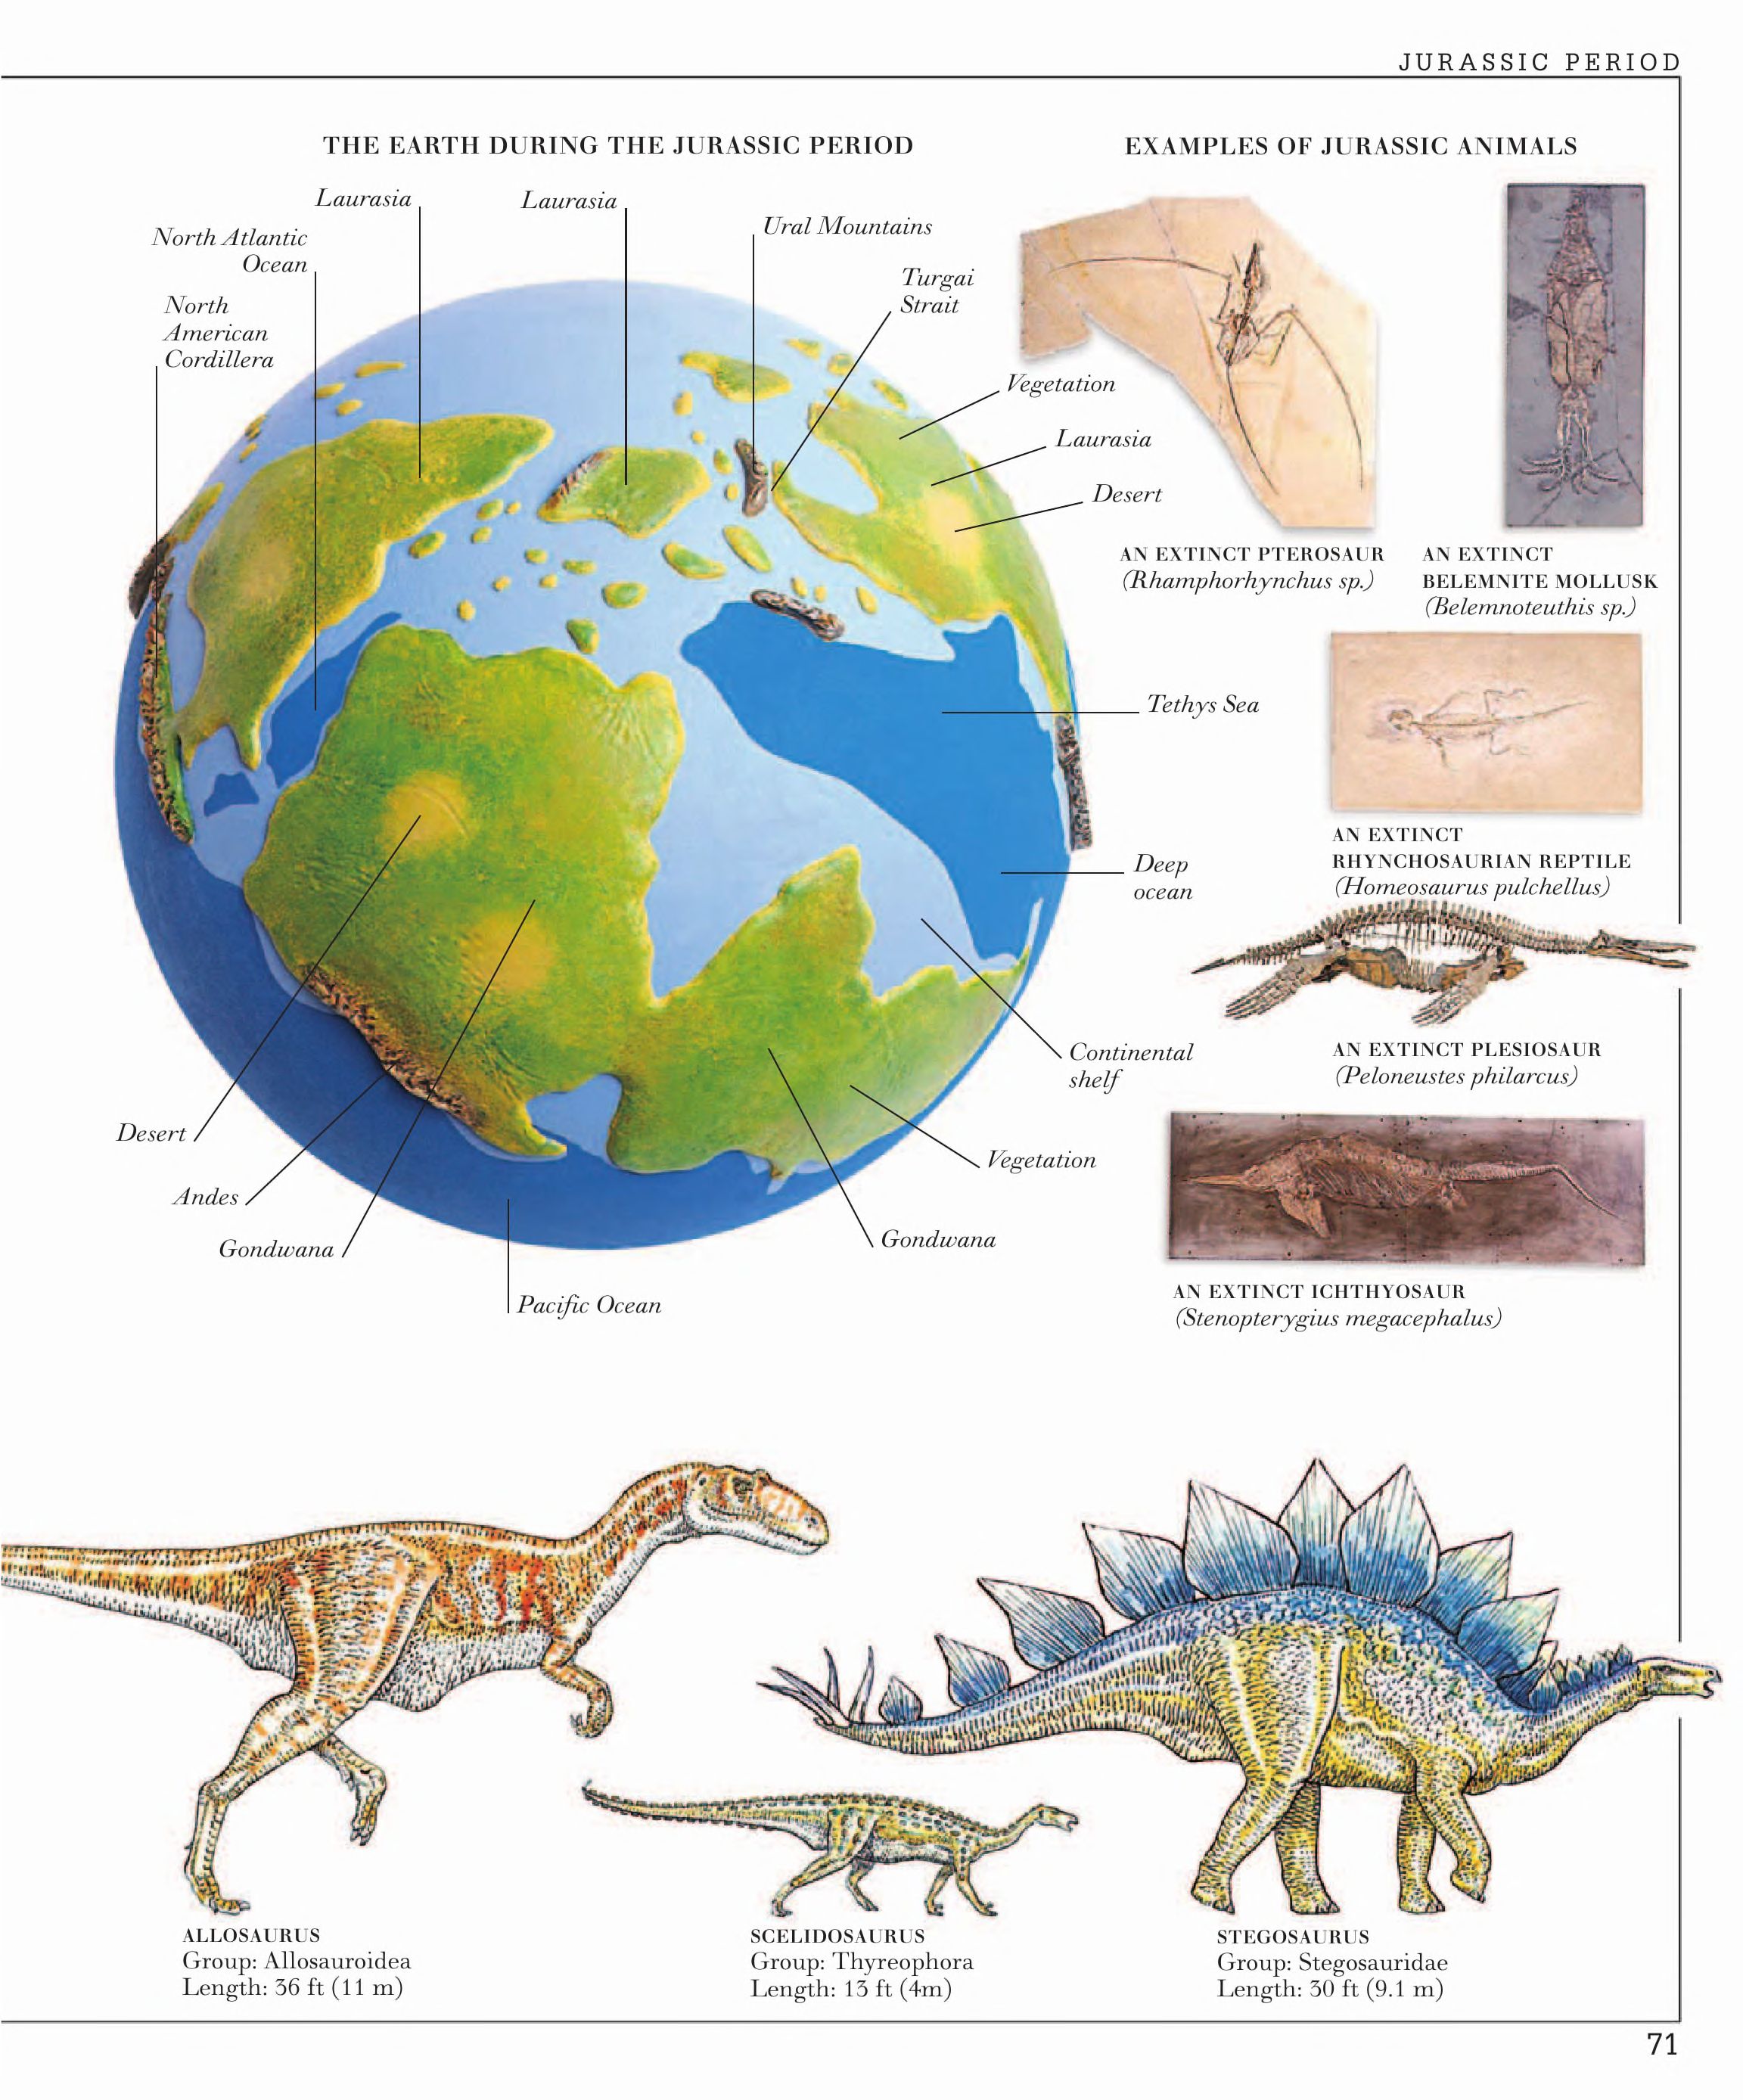 JURASSIC PERIOD
THE EARTH DURING THE JURASSIC PERIOD
Laurasia
Laurasia
North Atlantic
Ocean
Ural Mountains
Turgai
Strait
North
American
Cordillera
Vegetation
Laurasia
Desert
Tethys Sea
Deep
ocean
Continental
shelf
Desert
Vegetation
Andes
Gondwana
Gondwana
Pacific Ocean
EXAMPLES OF JURASSIC ANIMALS
AN EXTINCT PTEROSAUR
(Rhamphorhynchus sp.)
AN EXTINCT
BELEMNITE MOLLUSK
(Belemnoteuthis sp.)
AN EXTINCT
RHYNCHOSAURIAN REPTILE
(Homeosaurus pulchellus)
AN EXTINCT PLESIOSAUR
(Peloneustes philarcus)
AN EXTINCT ICHTHYOSAUR
(Stenopterygius megacephalus)
ALLOSAURUS
Group: Allosauroidea
Length: 36 ft (11 m)
SCELIDOSAURUS
Group: Thyreophora
Length: 13 ft (4m)
STEGOSAURUS
Group: Stegosauridae
Length: 30 ft (9.1 m)
71